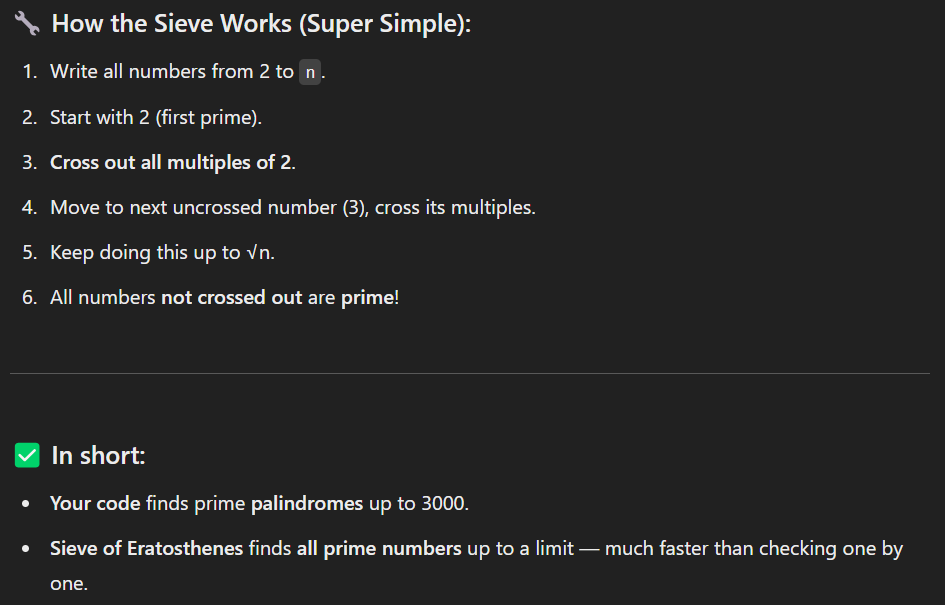 🔧 How the Sieve Works (Super Simple):
1. Write all numbers from 2 to n.
2. Start with 2 (first prime).
3. Cross out all multiples of 2.
4. Move to next uncrossed number (3), cross its multiples.
5. Keep doing this up to √n.
6. All numbers not crossed out are prime!
✅ In short:
• Your code finds prime palindromes up to 3000.
• Sieve of Eratosthenes finds all prime numbers up to a limit — much faster than checking one by
one.